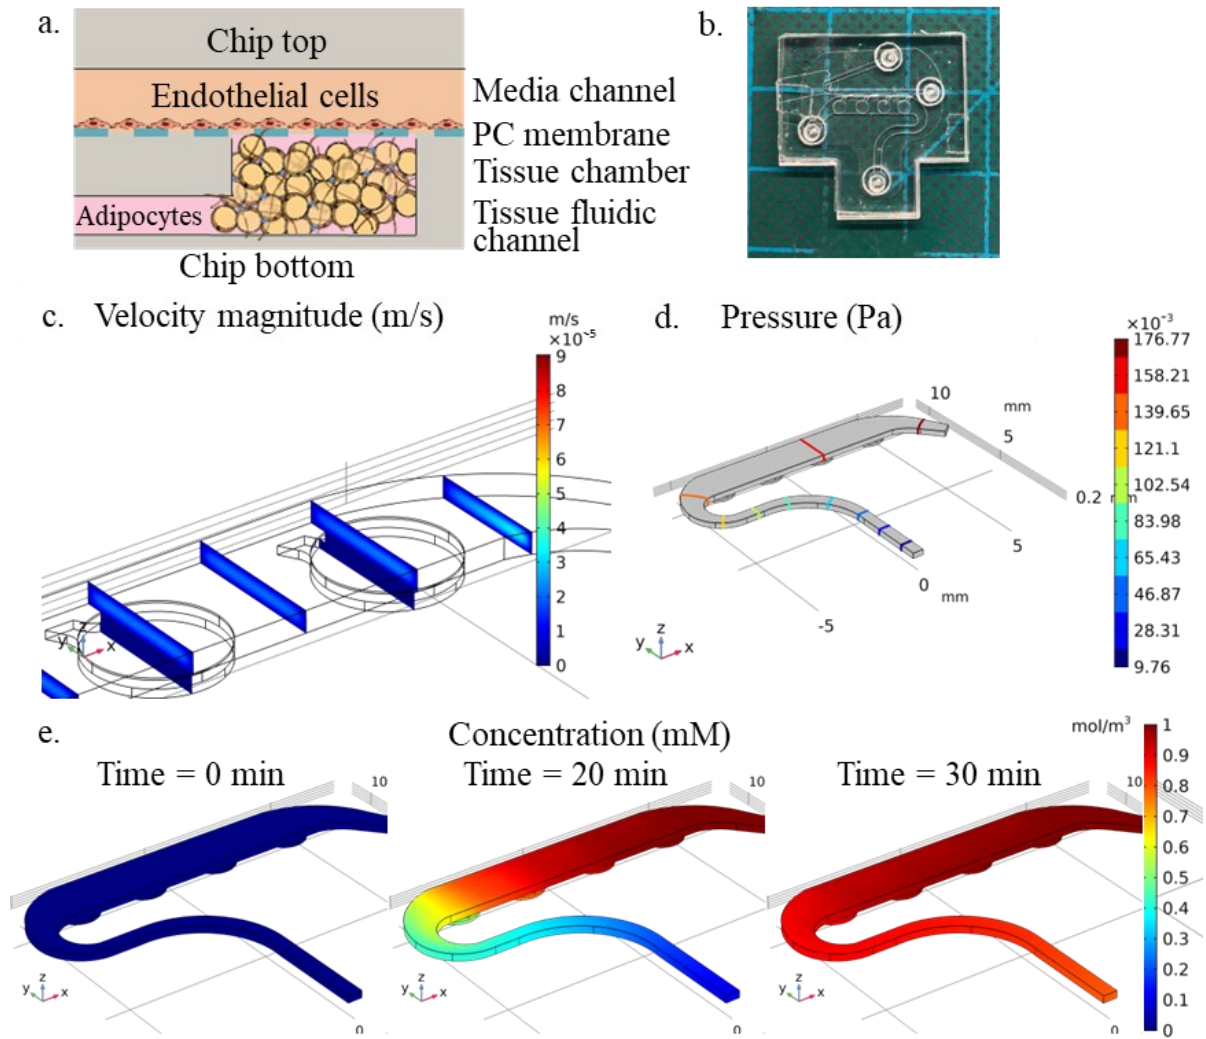 a.
Chip top
Endothelial cells
Adipocytes
Media channel
PC membrane
Tissue chamber
Tissue fluidic
channel
Chip bottom
b.
c. Velocity magnitude (m/s)
m/s
×10⁻⁵
9
8
7
6
5
4
3
2
1
0
y z x
d. Pressure (Pa)
×10⁻³
176.77
158.21
139.65
121.1
102.54
83.98
65.43
46.87
28.31
9.76
10
mm
5
0.2
5
0
mm
-5
y z x
e.
Concentration (mM)
Time = 0 min
Time = 20 min
Time = 30 min
mol/m³
1
0.9
0.8
0.7
0.6
0.5
0.4
0.3
0.2
0.1
0
10
10
10
y z x
y z x
y z x
0
0
0